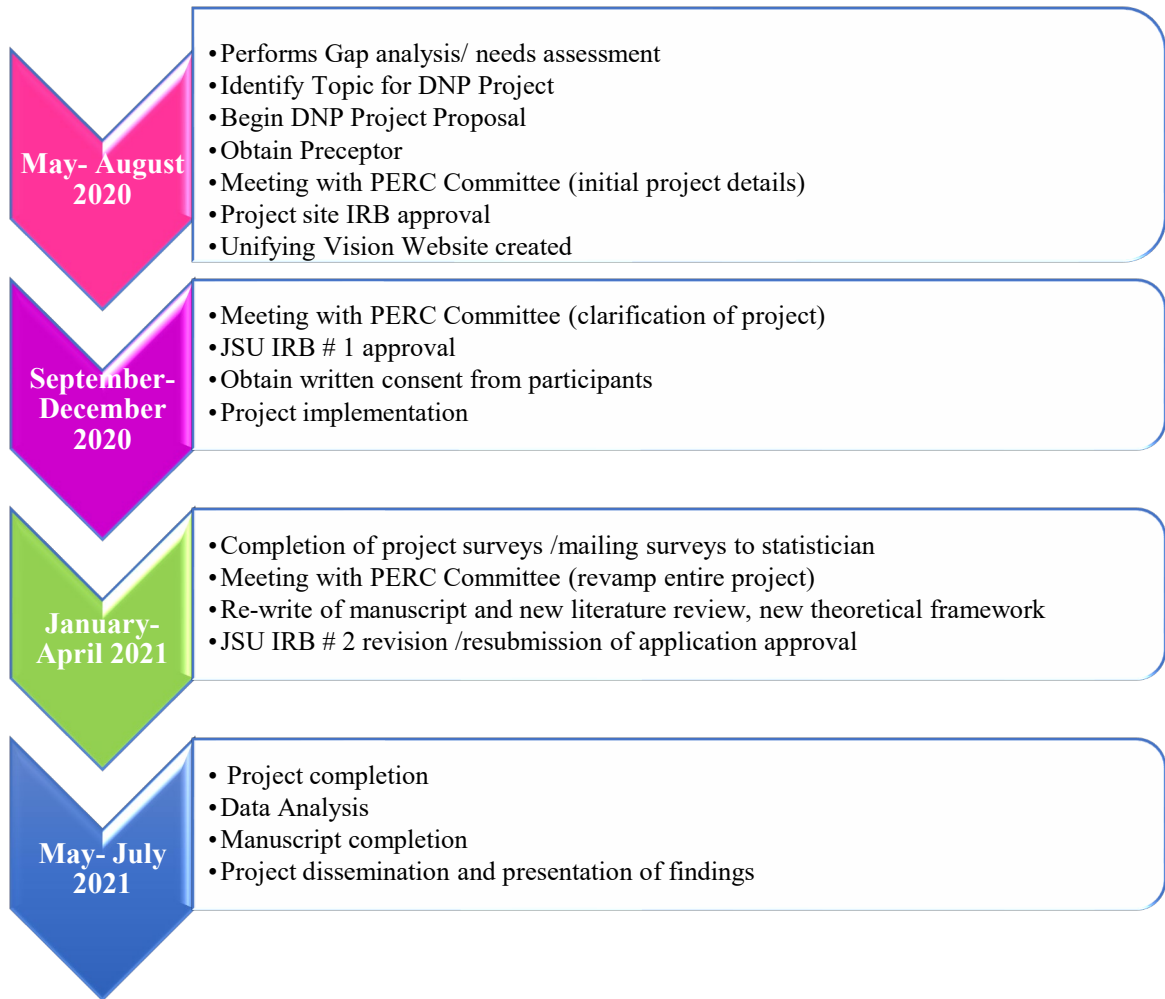 May- August
2020
•Performs Gap analysis/ needs assessment
•Identify Topic for DNP Project
•Begin DNP Project Proposal
•Obtain Preceptor
•Meeting with PERC Committee (initial project details)
•Project site IRB approval
•Unifying Vision Website created
September-
December
2020
•Meeting with PERC Committee (clarification of project)
•JSU IRB # 1 approval
•Obtain written consent from participants
•Project implementation
January-
April 2021
•Completion of project surveys /mailing surveys to statistician
•Meeting with PERC Committee (revamp entire project)
•Re-write of manuscript and new literature review, new theoretical framework
•JSU IRB # 2 revision /resubmission of application approval
May- July
2021
• Project completion
•Data Analysis
•Manuscript completion
•Project dissemination and presentation of findings